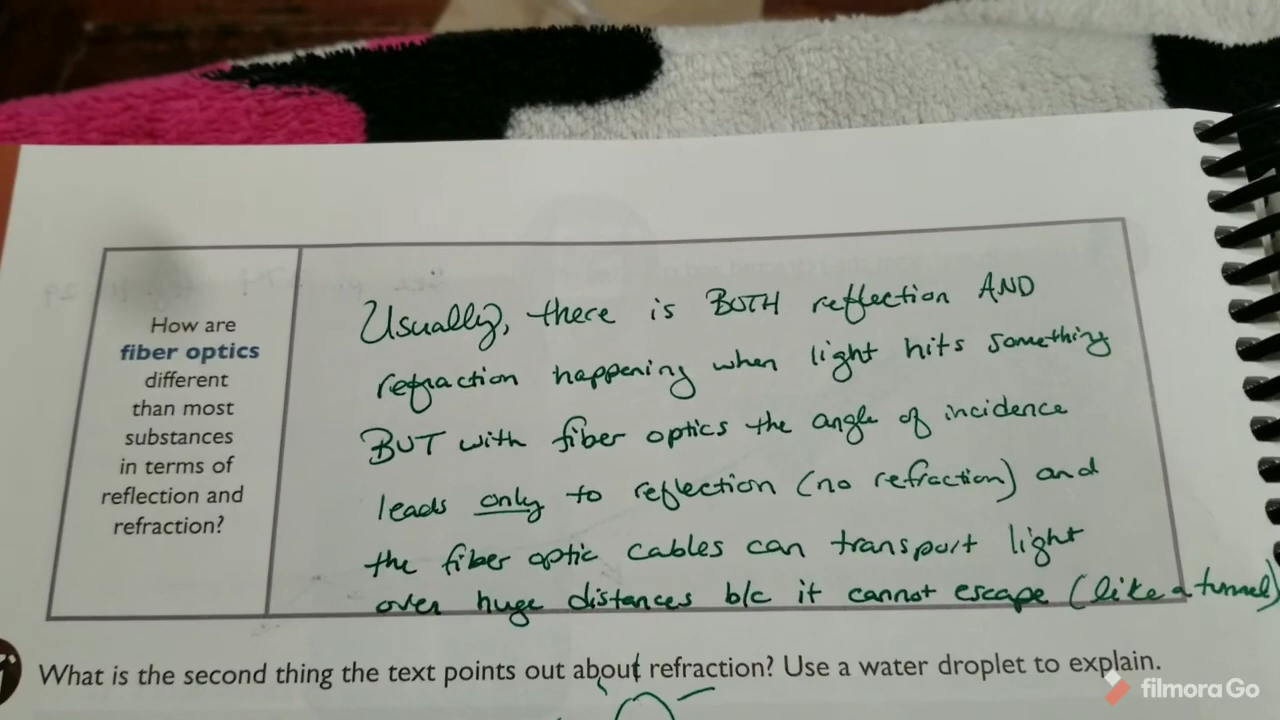 How are
fiber optics
different
than most
substances
in terms of
reflection and
refraction?
Usually, there is BOTH reflection AND
refraction happening when light hits something
BUT with fiber optics the angle of incidence
leads only to reflection (no refraction) and
the fiber optic cables can transport light
over huge distances b/c it cannot escape (like a tunnel)
What is the second thing the text points out about refraction? Use a water droplet to explain.
filmora Go